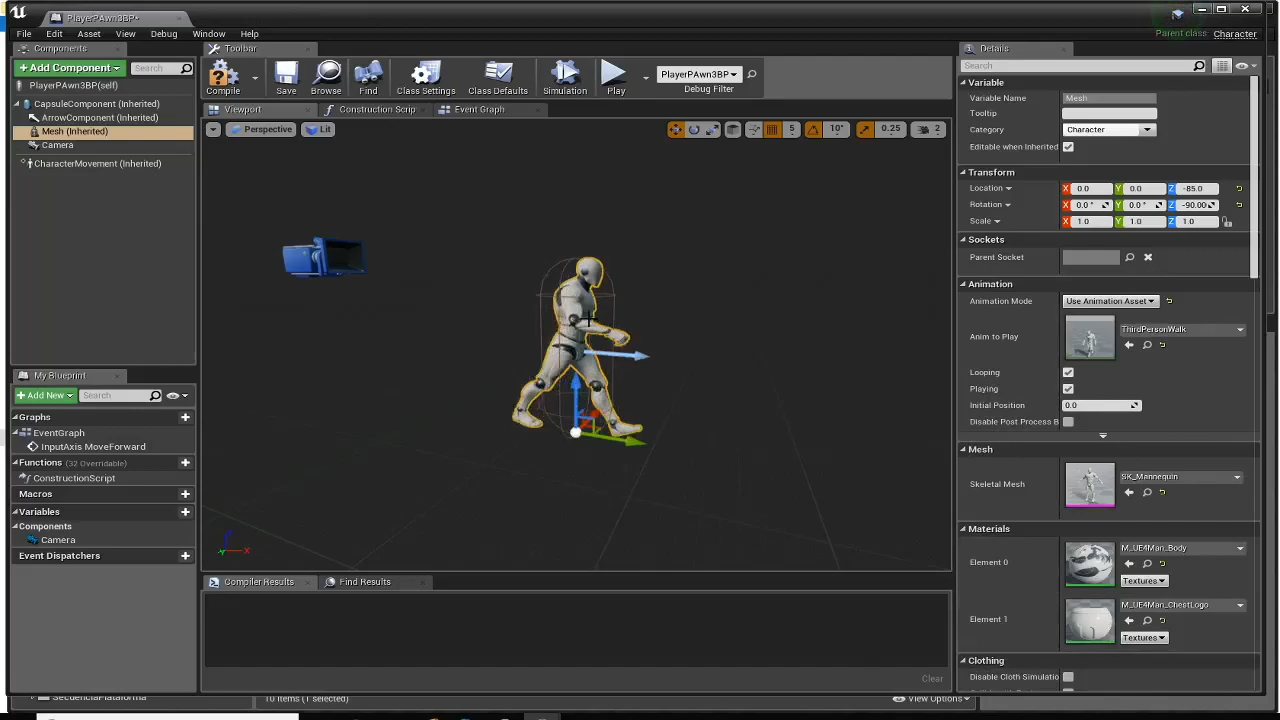 PlayerPAwn3BP*
Parent class: Character
File Edit Asset View Debug Window Help
Components
Toolbar
Details
Add Component
Search
Compile
Save
Browse
Find
Class Settings
Class Defaults
Simulation
Play
PlayerPAwn3BP
Debug Filter
Search
PlayerPAwn3BP(self)
CapsuleComponent (Inherited)
ArrowComponent (Inherited)
Mesh (Inherited)
Camera
CharacterMovement (Inherited)
Viewport
Construction Scrip
Event Graph
Perspective
Lit
5
10°
0.25
2
Variable
Variable Name Mesh
Tooltip
Category Character
Editable when Inherited
Transform
Location X 0.0 Y 0.0 Z -85.0
Rotation X 0.0 ° Y 0.0 ° Z -90.00
Scale X 1.0 Y 1.0 Z 1.0
Sockets
Parent Socket
Animation
Animation Mode Use Animation Asset
Anim to Play
ThirdPersonWalk
Looping
Playing
Initial Position 0.0
Disable Post Process B
Mesh
Skeletal Mesh
SK_Mannequin
Materials
Element 0
M_UE4Man_Body
Textures
Element 1
M_UE4Man_ChestLogo
Textures
Clothing
Disable Cloth Simulatio
My Blueprint
Add New
Search
Graphs
EventGraph
InputAxis MoveForward
Functions (32 Overridable)
ConstructionScript
Macros
Variables
Components
Camera
Event Dispatchers
X
Compiler Results
Find Results
Clear
SecuenciaPlataforma
10 items (1 selected)
View Options